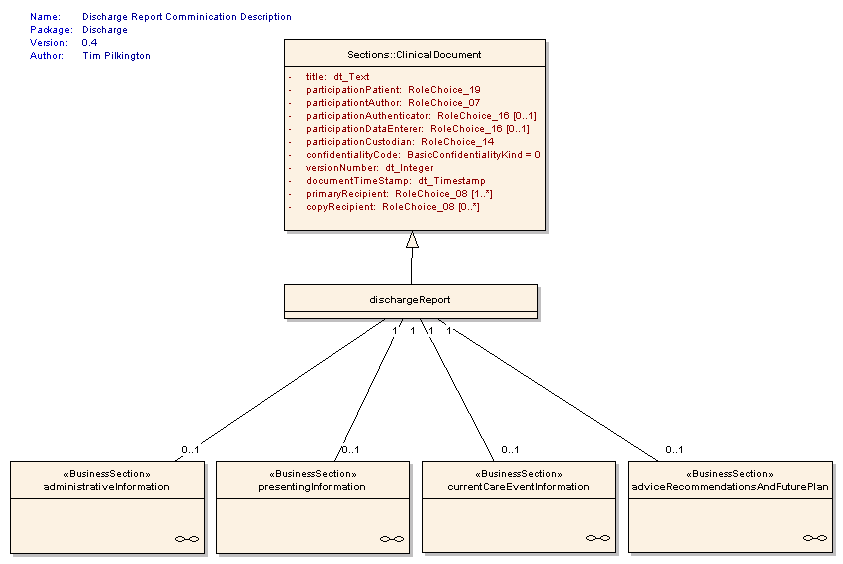 Name: Discharge Report Comminication Description
Package: Discharge
Version: 0.4
Author: Tim Pilkington
Sections::ClinicalDocument
- title: dt_Text
- participationPatient: RoleChoice_19
- participationtAuthor: RoleChoice_07
- participationAuthenticator: RoleChoice_16 [0..1]
- participationDataEnterer: RoleChoice_16 [0..1]
- participationCustodian: RoleChoice_14
- confidentialityCode: BasicConfidentialityKind = 0
- versionNumber: dt_Integer
- documentTimeStamp: dt_Timestamp
- primaryRecipient: RoleChoice_08 [1..*]
- copyRecipient: RoleChoice_08 [0..*]
dischargeReport
1 1 1 1
0..1 0..1 0..1 0..1
«BusinessSection»
administrativeInformation
«BusinessSection»
presentingInformation
«BusinessSection»
currentCareEventInformation
«BusinessSection»
adviceRecommendationsAndFuturePlan